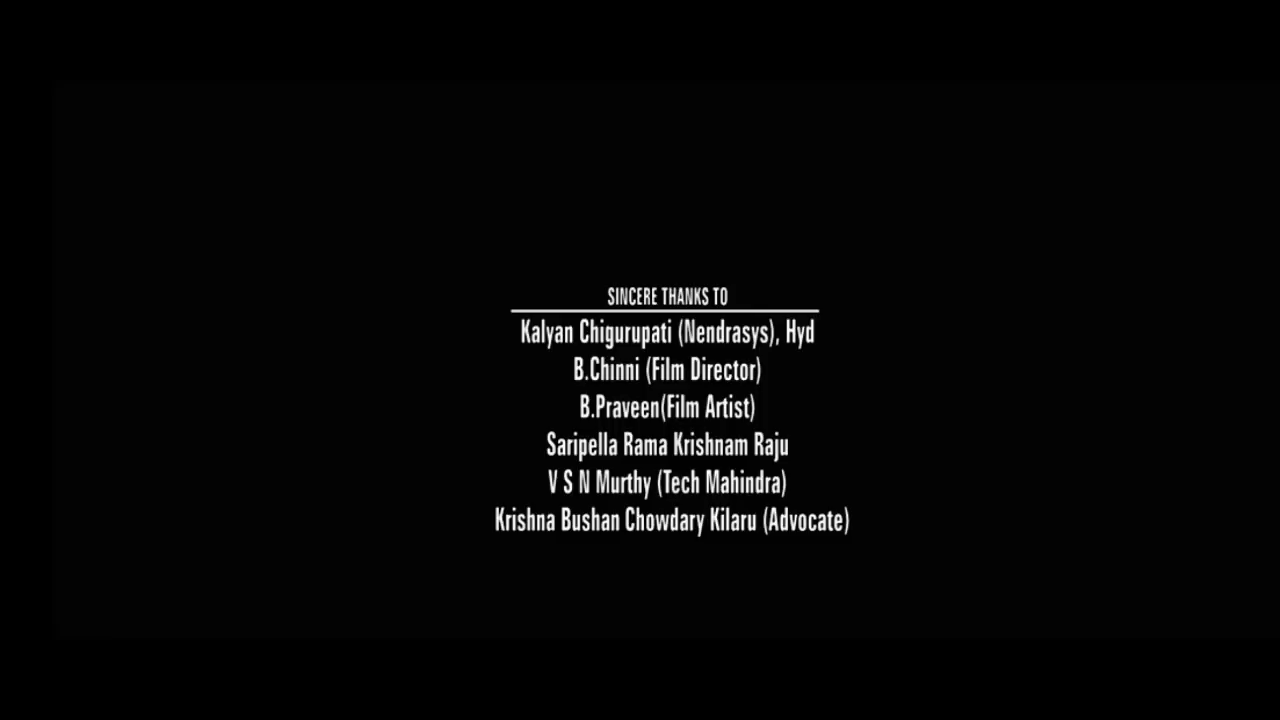 SINCERE THANKS TO
Kalyan Chigurupati (Nendrasys), Hyd
B.Chinni (Film Director)
B.Praveen(Film Artist)
Saripella Rama Krishnam Raju
V S N Murthy (Tech Mahindra)
Krishna Bushan Chowdary Kilaru (Advocate)